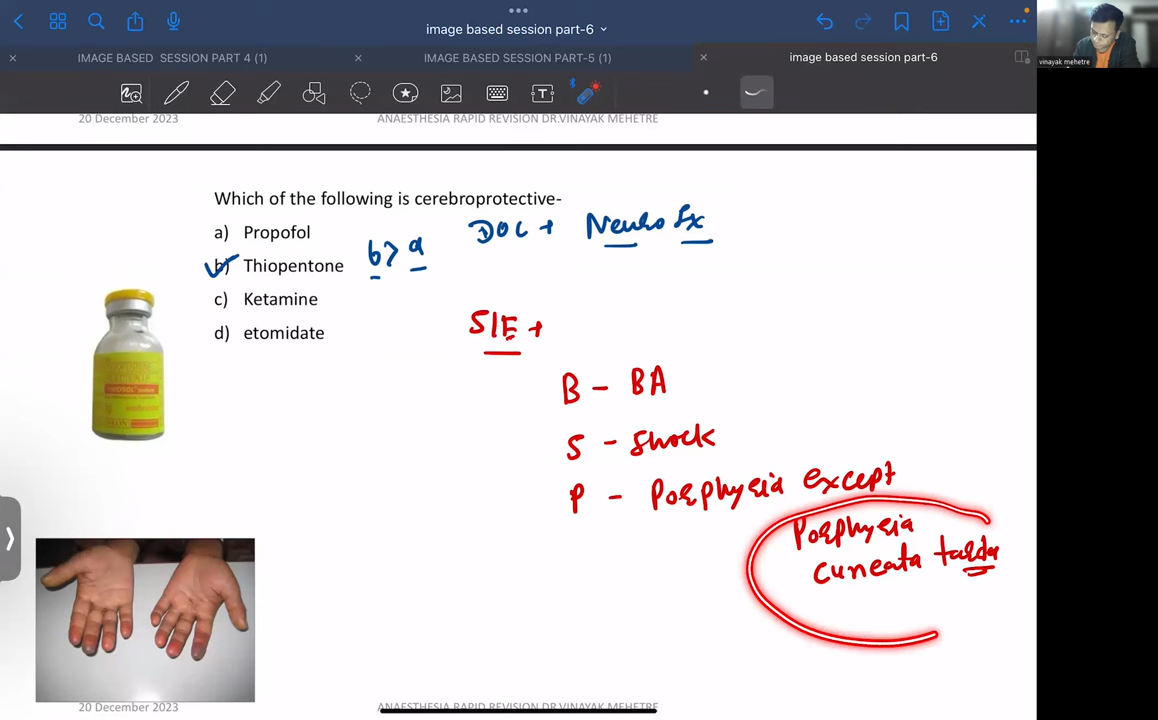 image based session part-6
IMAGE BASED SESSION PART 4 (1)
IMAGE BASED SESSION PART-5 (1)
image based session part-6
vinayak mehetre
20 December 2023
ANAESTHESIA RAPID REVISION DR.VINAYAK MEHETRE
Which of the following is cerebroprotective-
a) Propofol
b) Thiopentone
c) Ketamine
d) etomidate
b > a
DOC + Neuro Sx
S/E +
B - BA
S - Shock
P - Porphyria except
Porphyria
cuneata tarda
20 December 2023
ANAESTHESIA RAPID REVISION DR.VINAYAK MEHETRE